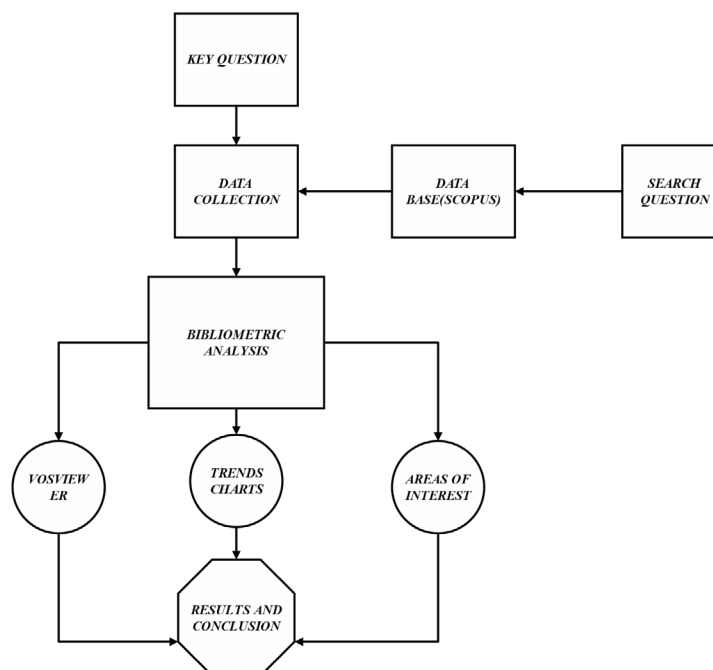 KEY QUESTION
DATA
COLLECTION
DATA
BASE(SCOPUS)
SEARCH
QUESTION
BIBLIOMETRIC
ANALYSIS
VOSVIEW
ER
TRENDS
CHARTS
AREAS OF
INTEREST
RESULTS AND
CONCLUSION